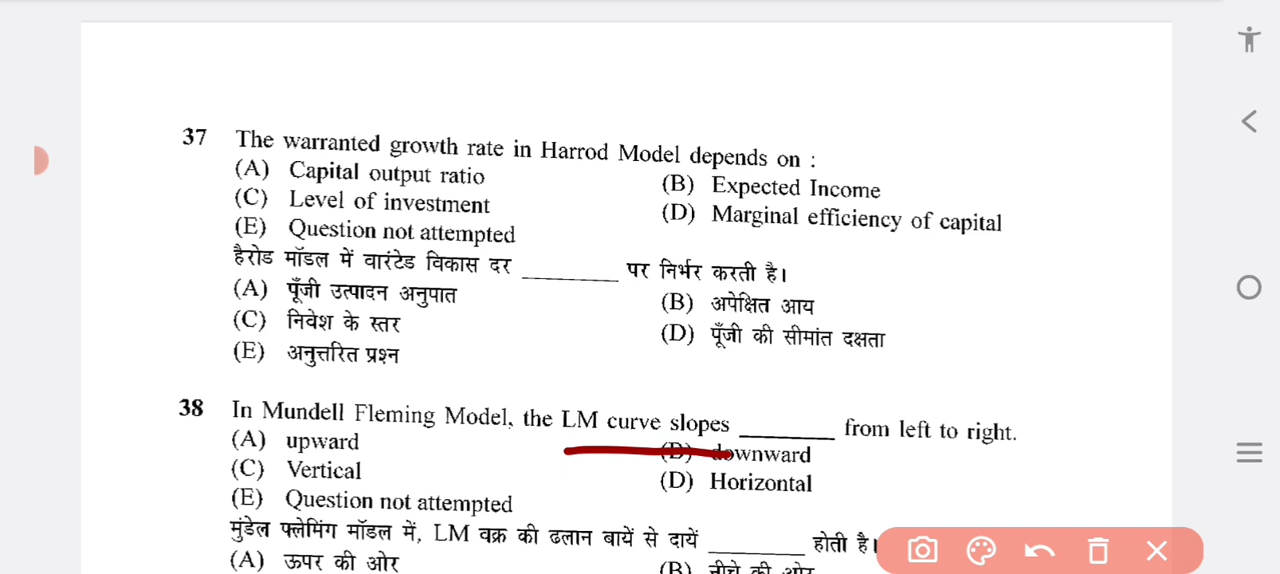 37 The warranted growth rate in Harrod Model depends on :
(A) Capital output ratio (B) Expected Income
(C) Level of investment (D) Marginal efficiency of capital
(E) Question not attempted
हैरोड मॉडल में वारंटेड विकास दर ________ पर निर्भर करती है।
(A) पूँजी उत्पादन अनुपात (B) अपेक्षित आय
(C) निवेश के स्तर (D) पूँजी की सीमांत दक्षता
(E) अनुत्तरित प्रश्न
38 In Mundell Fleming Model, the LM curve slopes ________ from left to right.
(A) upward (B) downward
(C) Vertical (D) Horizontal
(E) Question not attempted
मुंडेल फ्लेमिंग मॉडल में, LM वक्र की ढलान बायें से दायें ________ होती है।
(A) ऊपर की ओर (B) नीचे की ओर